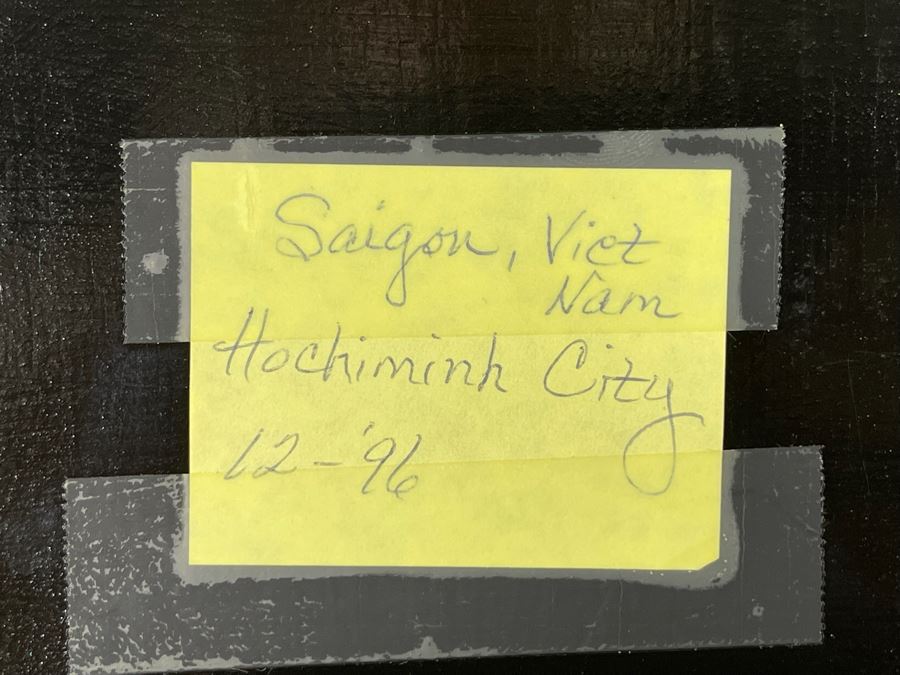 Saigon, Viet
Nam
Hochiminh City
12-'96